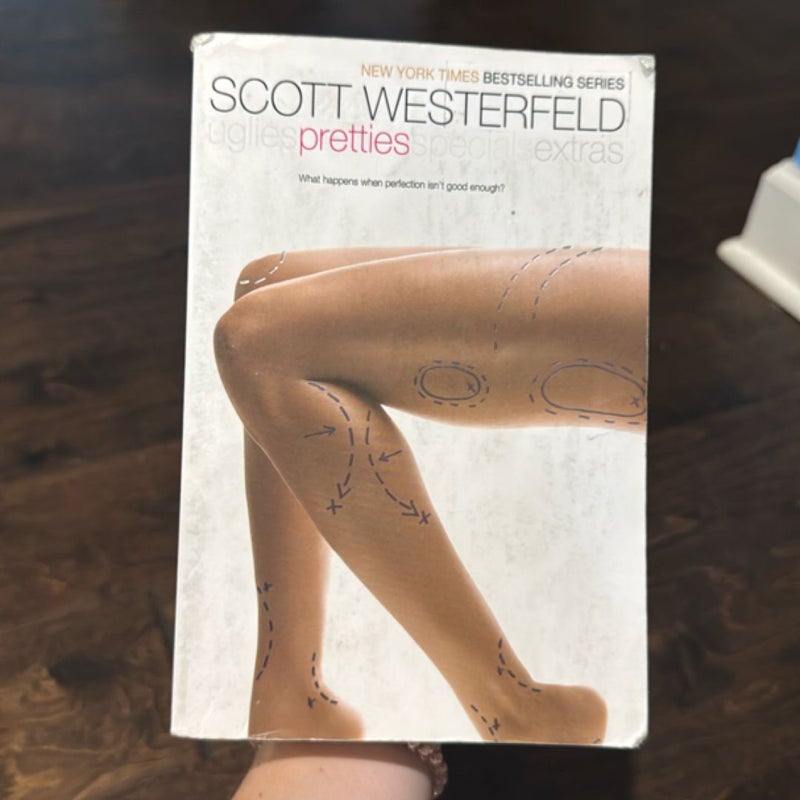 NEW YORK TIMES BESTSELLING SERIES
SCOTT WESTERFELD
uglies pretties specials extras
What happens when perfection isn't good enough?